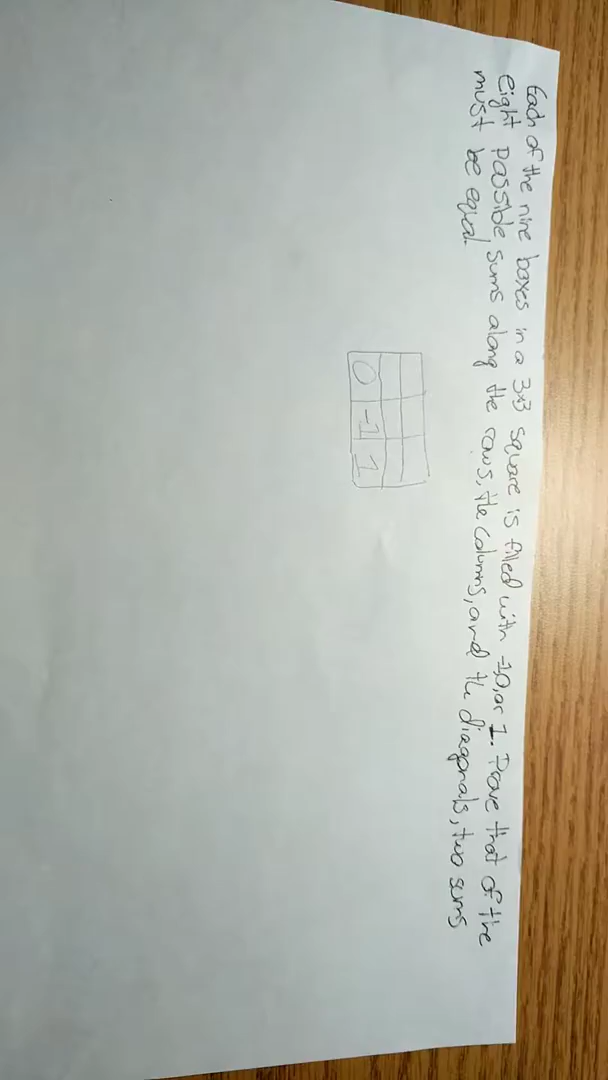 Each of the nine boxes in a 3x3 square is filled with -1,0, or 1. Prove that of the
eight possible sums along the rows, the columns, and the diagonals, two sums
must be equal.
0 -1 1